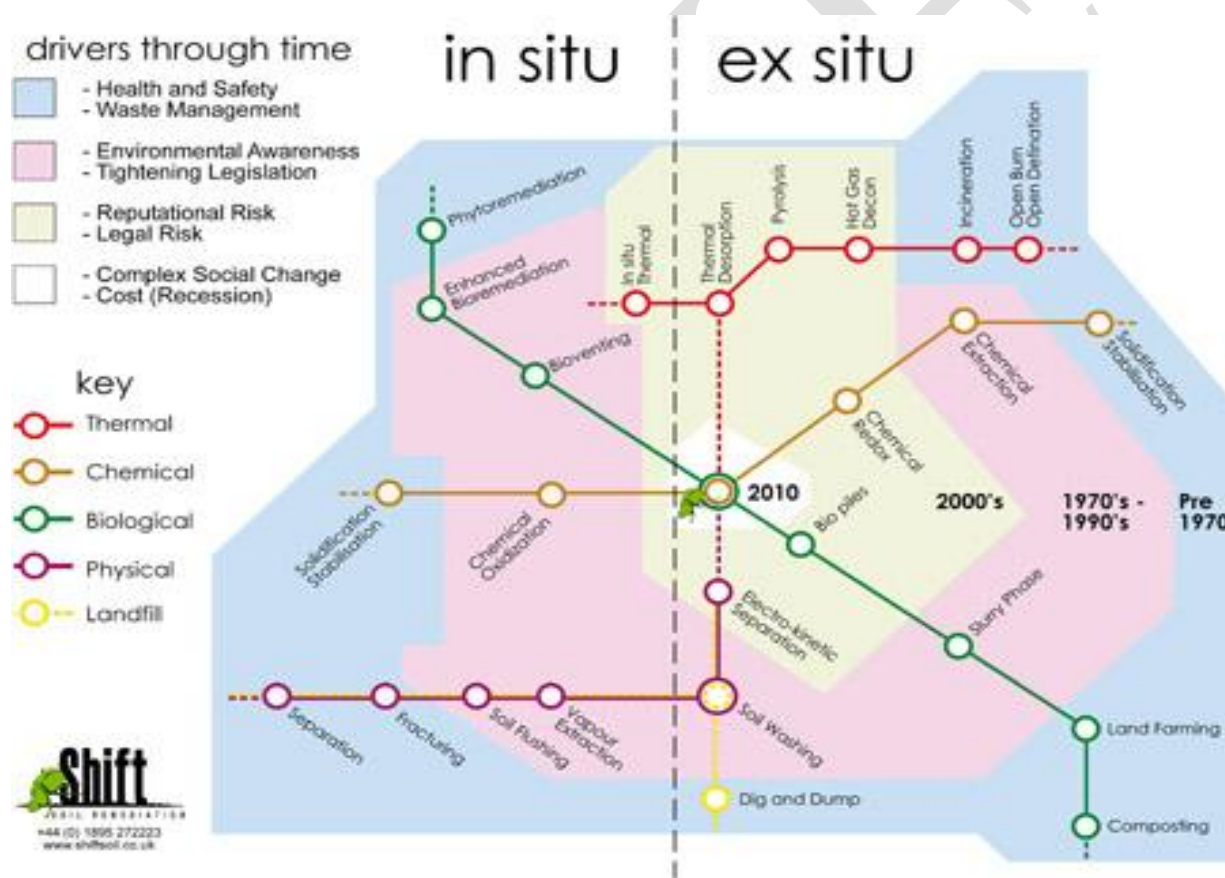 drivers through time
- Health and Safety
- Waste Management
- Environmental Awareness
- Tightening Legislation
- Reputational Risk
- Legal Risk
- Complex Social Change
- Cost (Recession)
key
Thermal
Chemical
Biological
Physical
Landfill
in situ
ex situ
Phytoremediation
Enhanced
Bioremediation
Bioventing
In situ
Thermal
Thermal
Desorption
Pyrolysis
Hot Gas
Decon
Incineration
Open Burn
Open Detination
Chemical
Extraction
Solidification
Stabilisation
Chemical
Redox
2010
2000's
1970's -
1990's
Pre -
1970
Solidification
Stabilisation
Chemical
Oxidization
Bio piles
Slurry Phase
Electro-kinetic
Separation
Separation
Fracturing
Soil Flushing
Vapour
Extraction
Soil Washing
Land Farming
Dig and Dump
Composting
Shift
SOIL REMEDIATION
+44 (0) 1895 272223
www.shiftsoil.co.uk